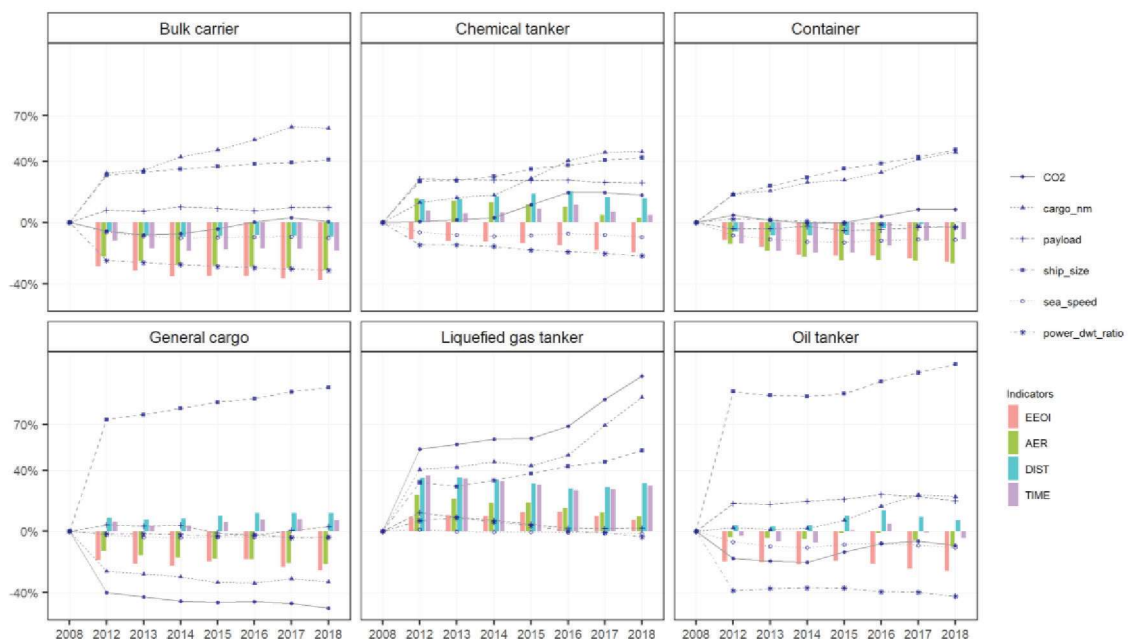 Bulk carrier
Chemical tanker
Container
70%
40%
0%
-40%
General cargo
Liquefied gas tanker
Oil tanker
70%
40%
0%
-40%
2008 2012 2013 2014 2015 2016 2017 2018
2008 2012 2013 2014 2015 2016 2017 2018
2008 2012 2013 2014 2015 2016 2017 2018
CO2
cargo_nm
payload
ship_size
sea_speed
power_dwt_ratio
Indicators
EEOI
AER
DIST
TIME